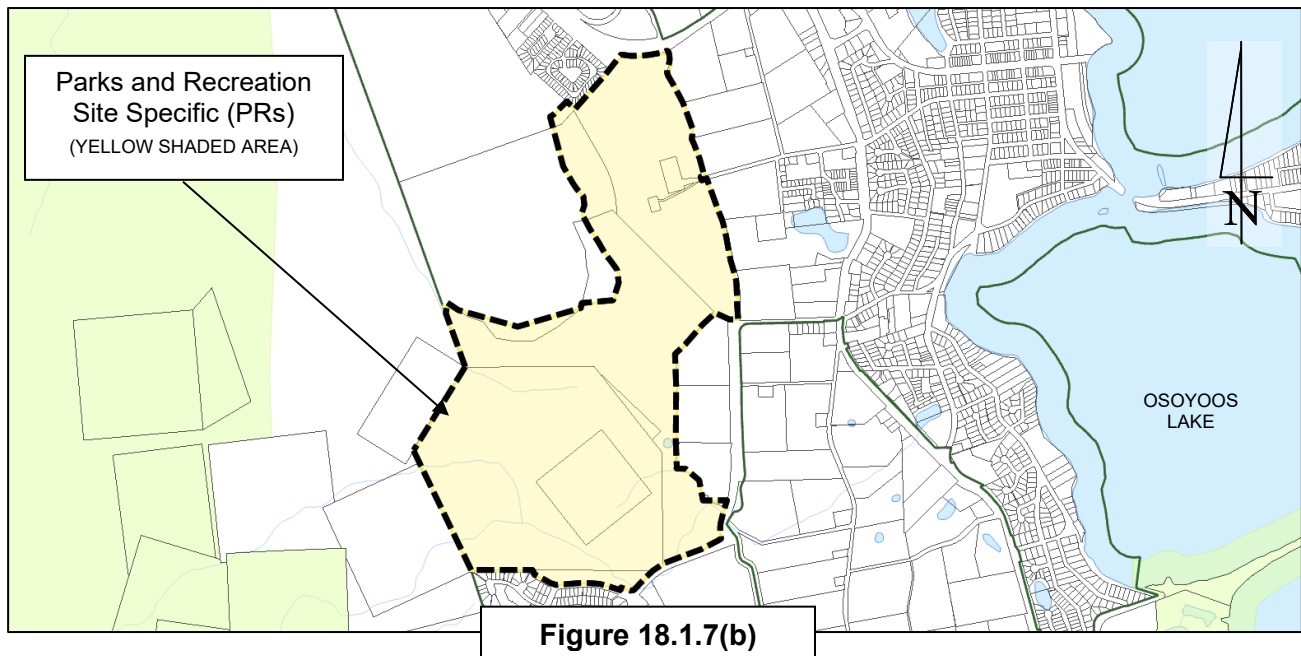 Parks and Recreation
Site Specific (PRs)
(YELLOW SHADED AREA)
N
OSOYOOS
LAKE
Figure 18.1.7(b)